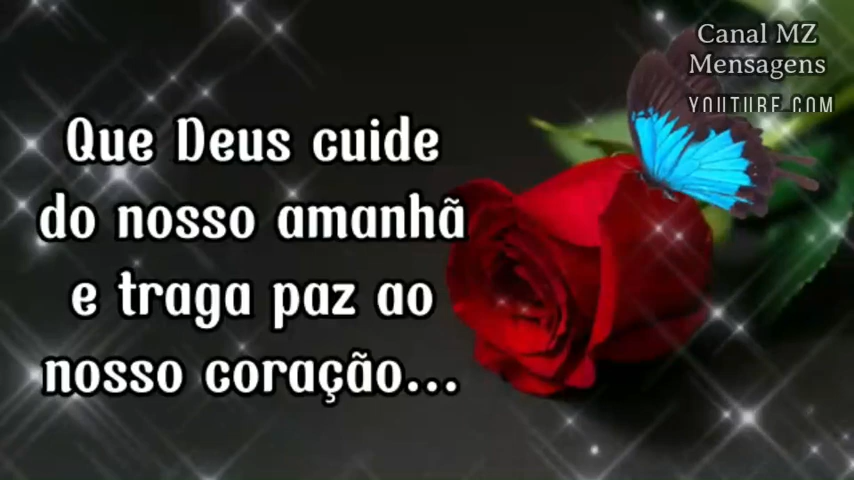 Canal MZ
Mensagens
YOUTUBE.COM
Que Deus cuide
do nosso amanhã
e traga paz ao
nosso coração...